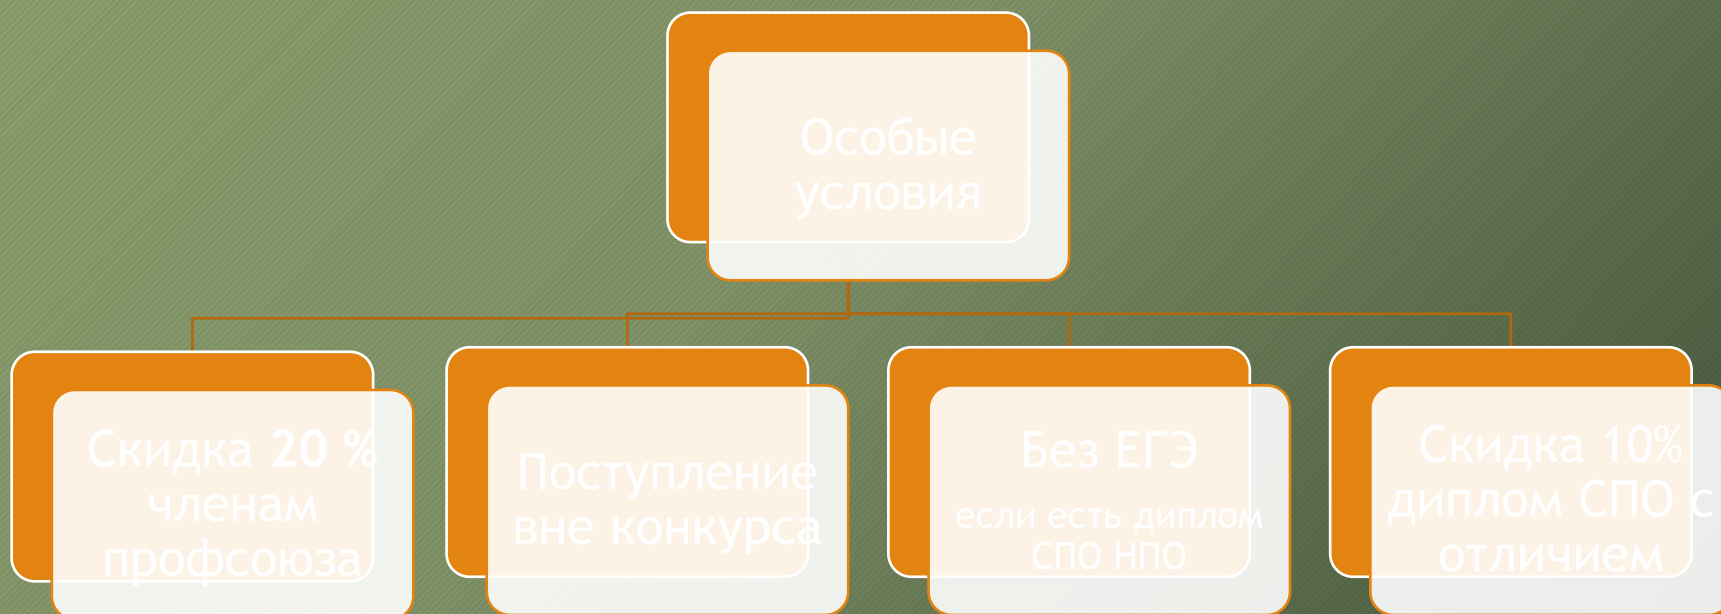 Особые
условия
Скидка 20 %
членам
профсоюза
Поступление
вне конкурса
Без ЕГЭ
если есть диплом
СПО НПО
Скидка 10%
диплом СПО с
отличием